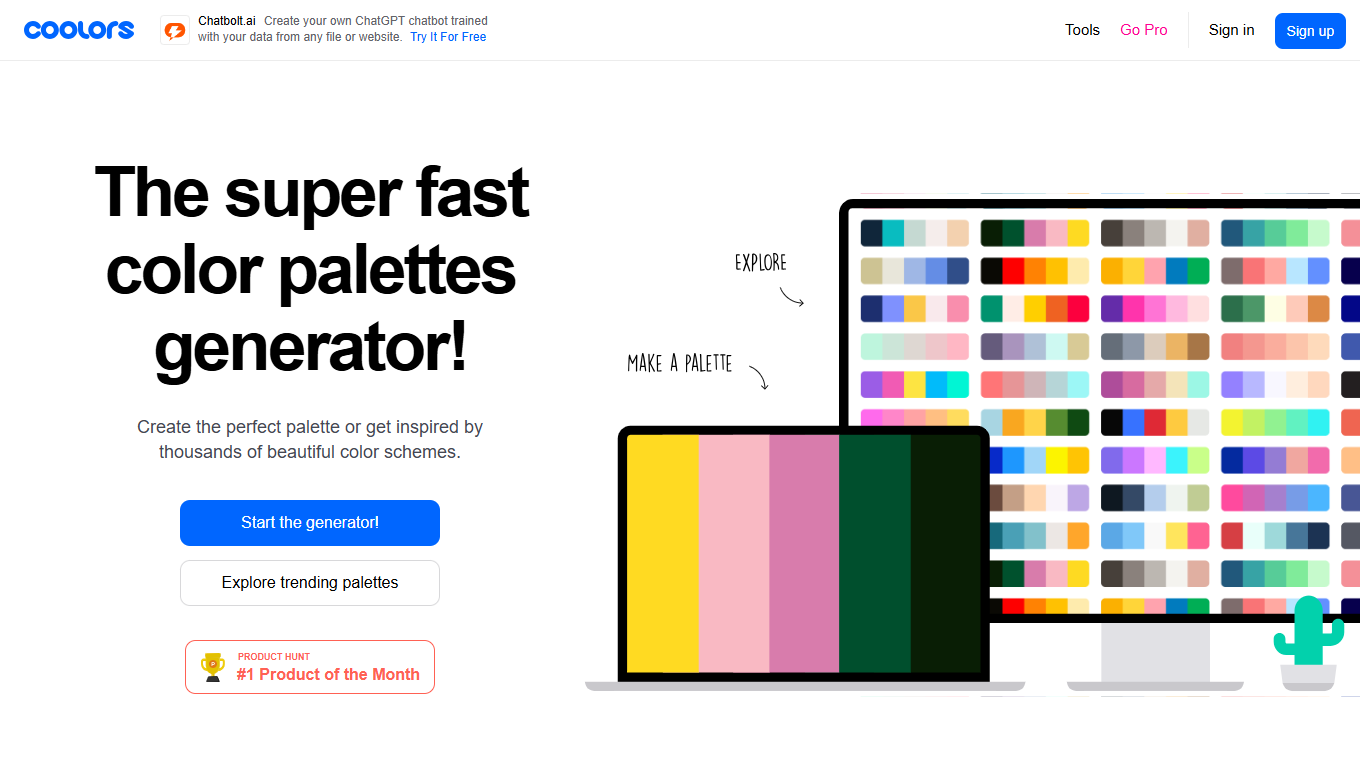 coolors
Chatbolt.ai Create your own ChatGPT chatbot trained
with your data from any file or website. Try It For Free
Tools
Go Pro
Sign in
Sign up
The super fast
color palettes
generator!
Create the perfect palette or get inspired by
thousands of beautiful color schemes.
Start the generator!
Explore trending palettes
PRODUCT HUNT
#1 Product of the Month
EXPLORE
MAKE A PALETTE